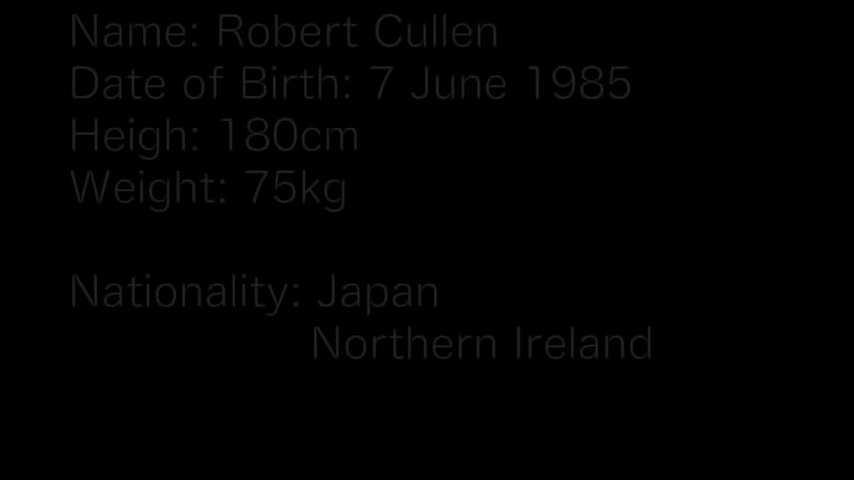 Name: Robert Cullen
Date of Birth: 7 June 1985
Heigh: 180cm
Weight: 75kg
Nationality: Japan
Northern Ireland